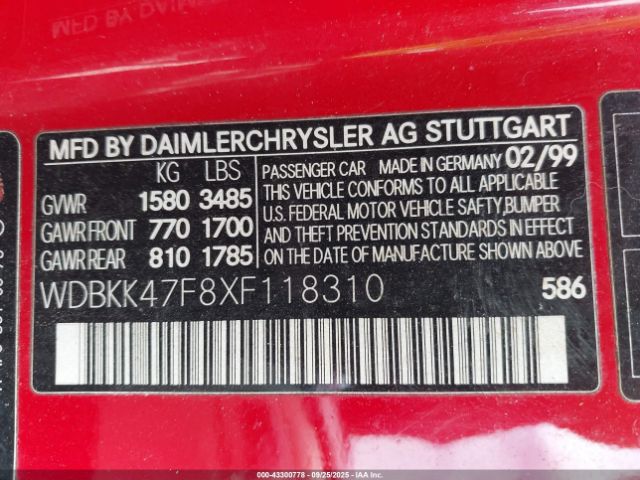 MFD BY DAIMLERCHRYSLER AG STUTTGART
KG LBS
GVWR 1580 3485
GAWR FRONT 770 1700
GAWR REAR 810 1785
PASSENGER CAR MADE IN GERMANY 02/99
THIS VEHICLE CONFORMS TO ALL APPLICABLE
U.S. FEDERAL MOTOR VEHICLE SAFTY,BUMPER
AND THEFT PREVENTION STANDARDS IN EFFECT
ON THE DATE OF MANUFACTURE SHOWN ABOVE
WDBKK47F8XF118310
586
000-43300778 - 09/25/2025 - IAA Inc.